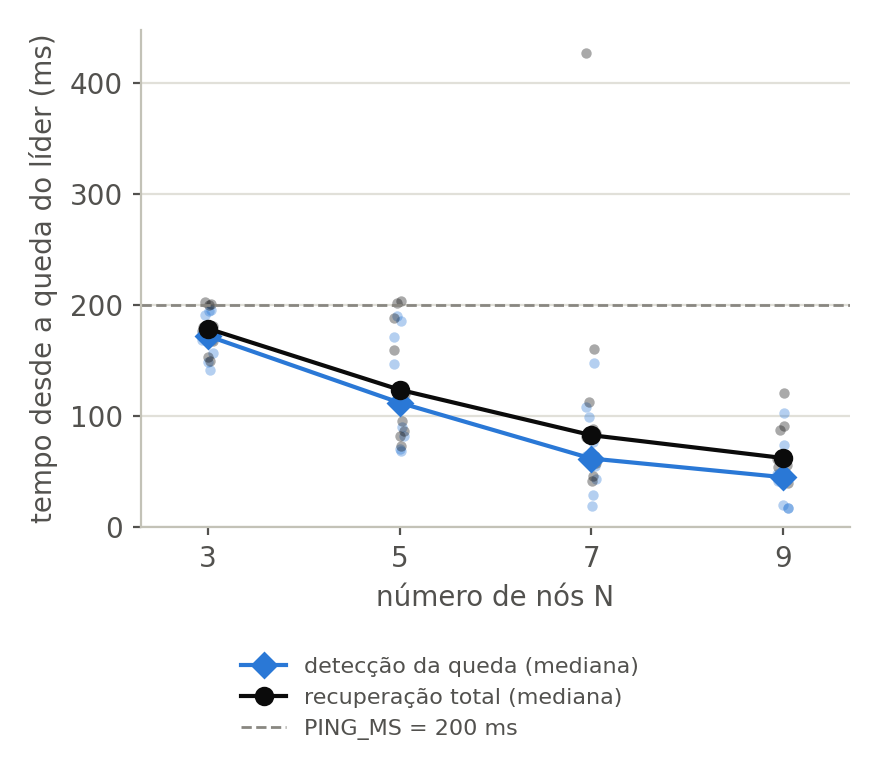 tempo desde a queda do líder (ms)
400
300
200
100
0
3 5 7 9
número de nós N
detecção da queda (mediana)
recuperação total (mediana)
PING_MS = 200 ms